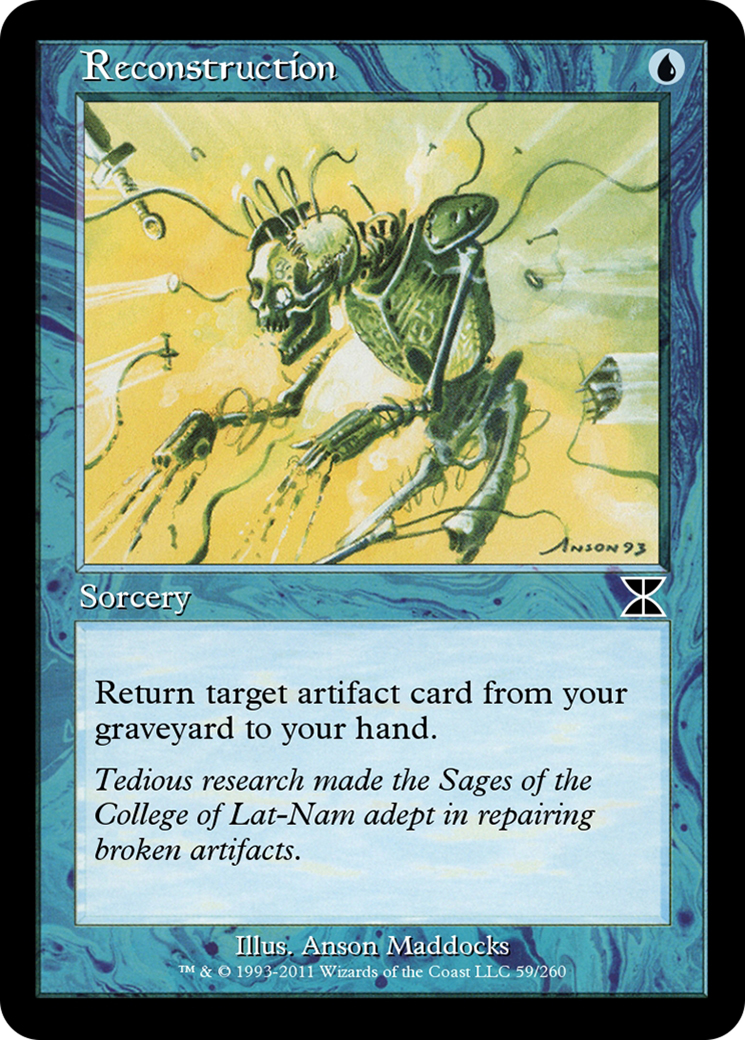 Reconstruction
ANSON 93
Sorcery
Return target artifact card from your
graveyard to your hand.
Tedious research made the Sages of the
College of Lat-Nam adept in repairing
broken artifacts.
Illus. Anson Maddocks
™ & © 1993-2011 Wizards of the Coast LLC 59/260